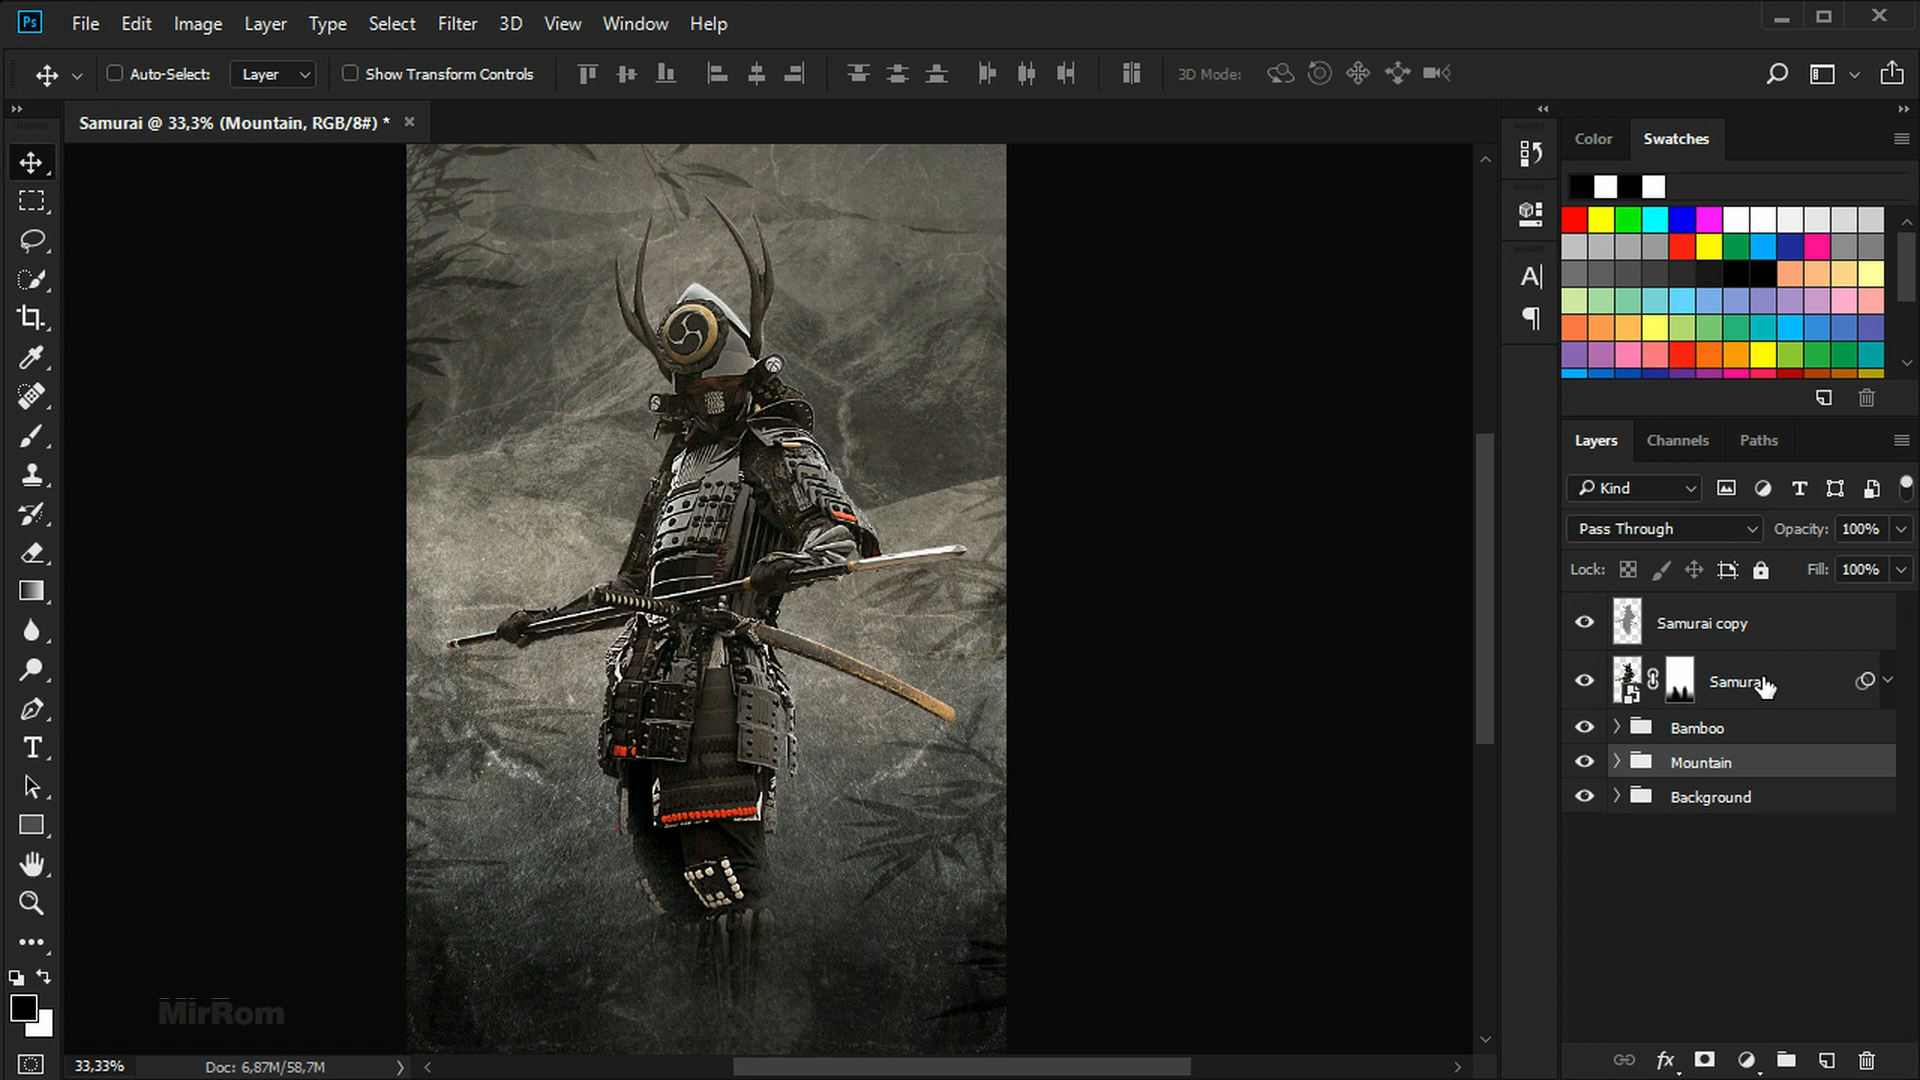 Ps File Edit Image Layer Type Select Filter 3D View Window Help
Auto-Select: Layer Show Transform Controls 3D Mode:
Samurai @ 33,3% (Mountain, RGB/8#) *
Color Swatches
Layers Channels Paths
Kind
Pass Through Opacity: 100%
Lock: Fill: 100%
Samurai copy
Samurai
Bamboo
Mountain
Background
MirRom
33,33% Doc: 6,87M/58,7M
fx